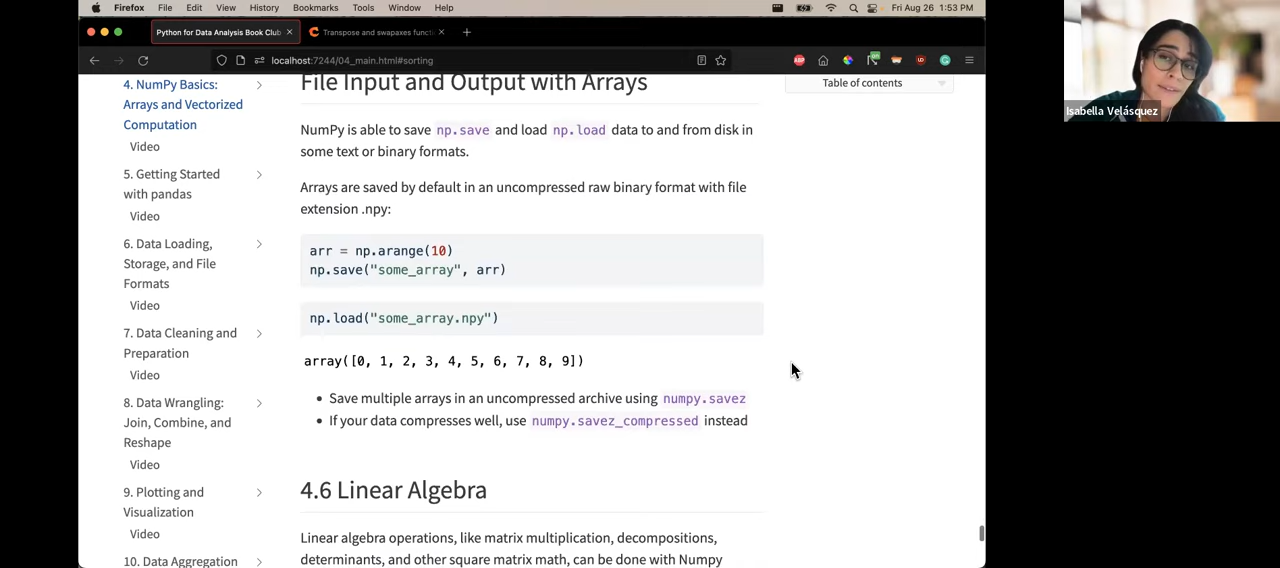 Firefox File Edit View History Bookmarks Tools Window Help Fri Aug 26 1:53 PM
Python for Data Analysis Book Club × Transpose and swapaxes functi × +
localhost:7244/04_main.html#sorting
4. NumPy Basics:
Arrays and Vectorized
Computation
Video
5. Getting Started
with pandas
Video
6. Data Loading,
Storage, and File
Formats
Video
7. Data Cleaning and
Preparation
Video
8. Data Wrangling:
Join, Combine, and
Reshape
Video
9. Plotting and
Visualization
Video
10. Data Aggregation
File Input and Output with Arrays
NumPy is able to save np.save and load np.load data to and from disk in
some text or binary formats.
Arrays are saved by default in an uncompressed raw binary format with file
extension .npy:
arr = np.arange(10)
np.save("some_array", arr)
np.load("some_array.npy")
array([0, 1, 2, 3, 4, 5, 6, 7, 8, 9])
• Save multiple arrays in an uncompressed archive using numpy.savez
• If your data compresses well, use numpy.savez_compressed instead
4.6 Linear Algebra
Linear algebra operations, like matrix multiplication, decompositions,
determinants, and other square matrix math, can be done with Numpy
Table of contents
Isabella Velásquez